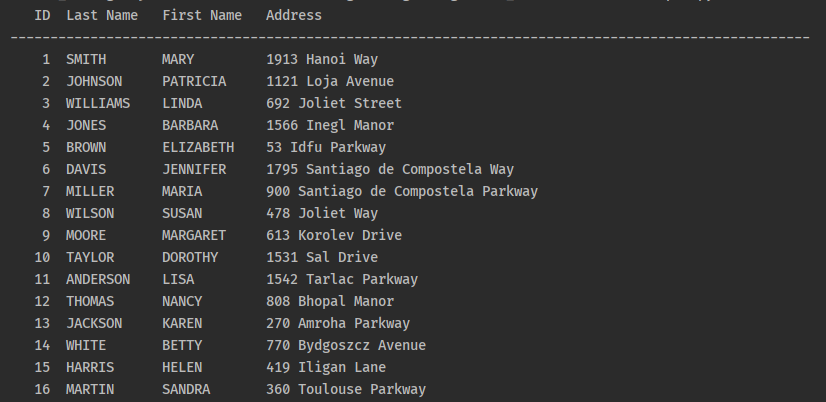 ID Last Name First Name Address
----------------------------------------------------------------------------------------------------
1 SMITH MARY 1913 Hanoi Way
2 JOHNSON PATRICIA 1121 Loja Avenue
3 WILLIAMS LINDA 692 Joliet Street
4 JONES BARBARA 1566 Inegl Manor
5 BROWN ELIZABETH 53 Idfu Parkway
6 DAVIS JENNIFER 1795 Santiago de Compostela Way
7 MILLER MARIA 900 Santiago de Compostela Parkway
8 WILSON SUSAN 478 Joliet Way
9 MOORE MARGARET 613 Korolev Drive
10 TAYLOR DOROTHY 1531 Sal Drive
11 ANDERSON LISA 1542 Tarlac Parkway
12 THOMAS NANCY 808 Bhopal Manor
13 JACKSON KAREN 270 Amroha Parkway
14 WHITE BETTY 770 Bydgoszcz Avenue
15 HARRIS HELEN 419 Iligan Lane
16 MARTIN SANDRA 360 Toulouse Parkway